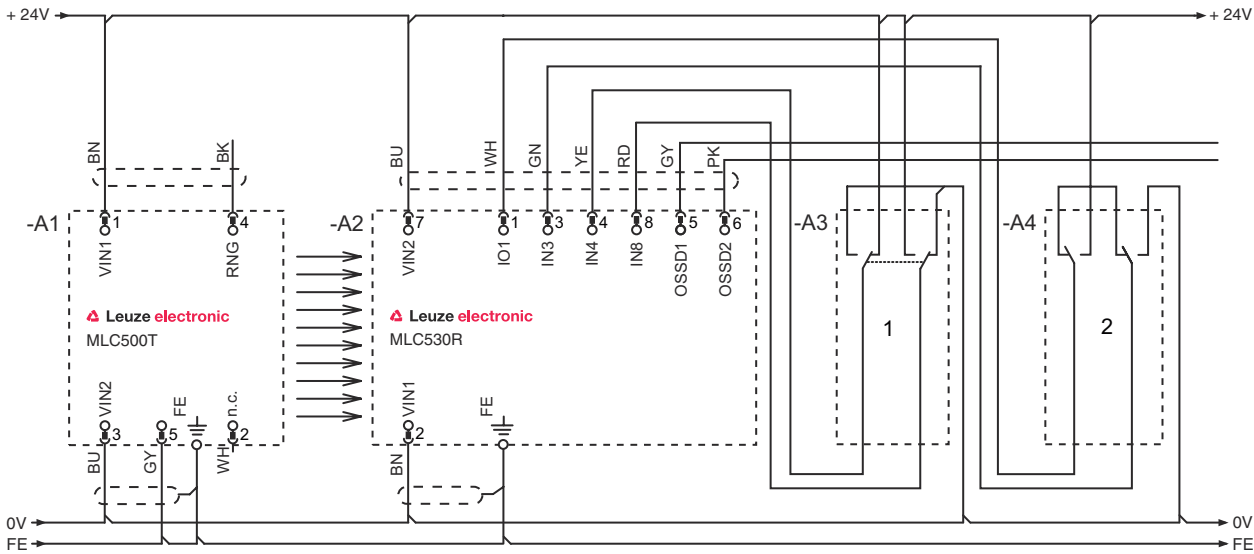 + 24V
+ 24V
BN
BK
BU
WH
GN
YE
RD
GY
PK
-A1
1
4
-A2
7
1
3
4
8
5
6
-A3
-A4
VIN1
RNG
VIN2
IO1
IN3
IN4
IN8
OSSD1
OSSD2
Leuze electronic
MLC500T
Leuze electronic
MLC530R
1
2
VIN2
FE
n.c.
VIN1
FE
3
5
2
2
BU
GY
WH
BN
0V
0V
FE
FE